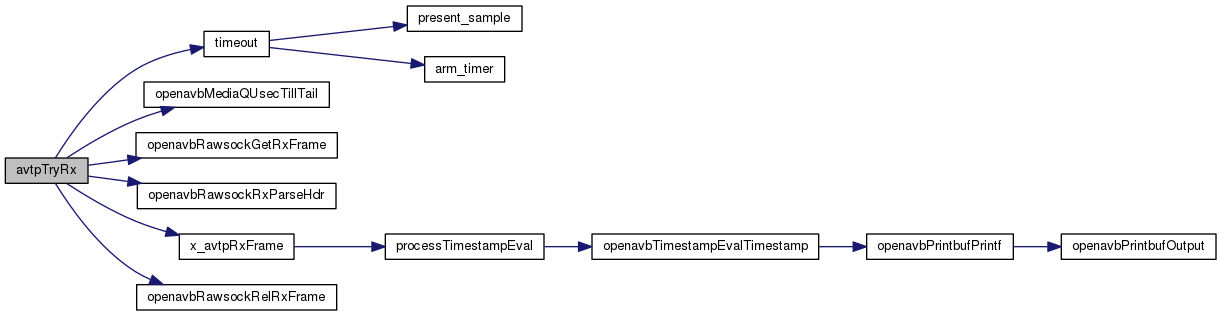 present_sample
timeout
arm_timer
openavbMediaQUsecTillTail
openavbRawsockGetRxFrame
avtpTryRx
openavbRawsockRxParseHdr
x_avtpRxFrame
processTimestampEval
openavbTimestampEvalTimestamp
openavbPrintbufPrintf
openavbPrintbufOutput
openavbRawsockRelRxFrame